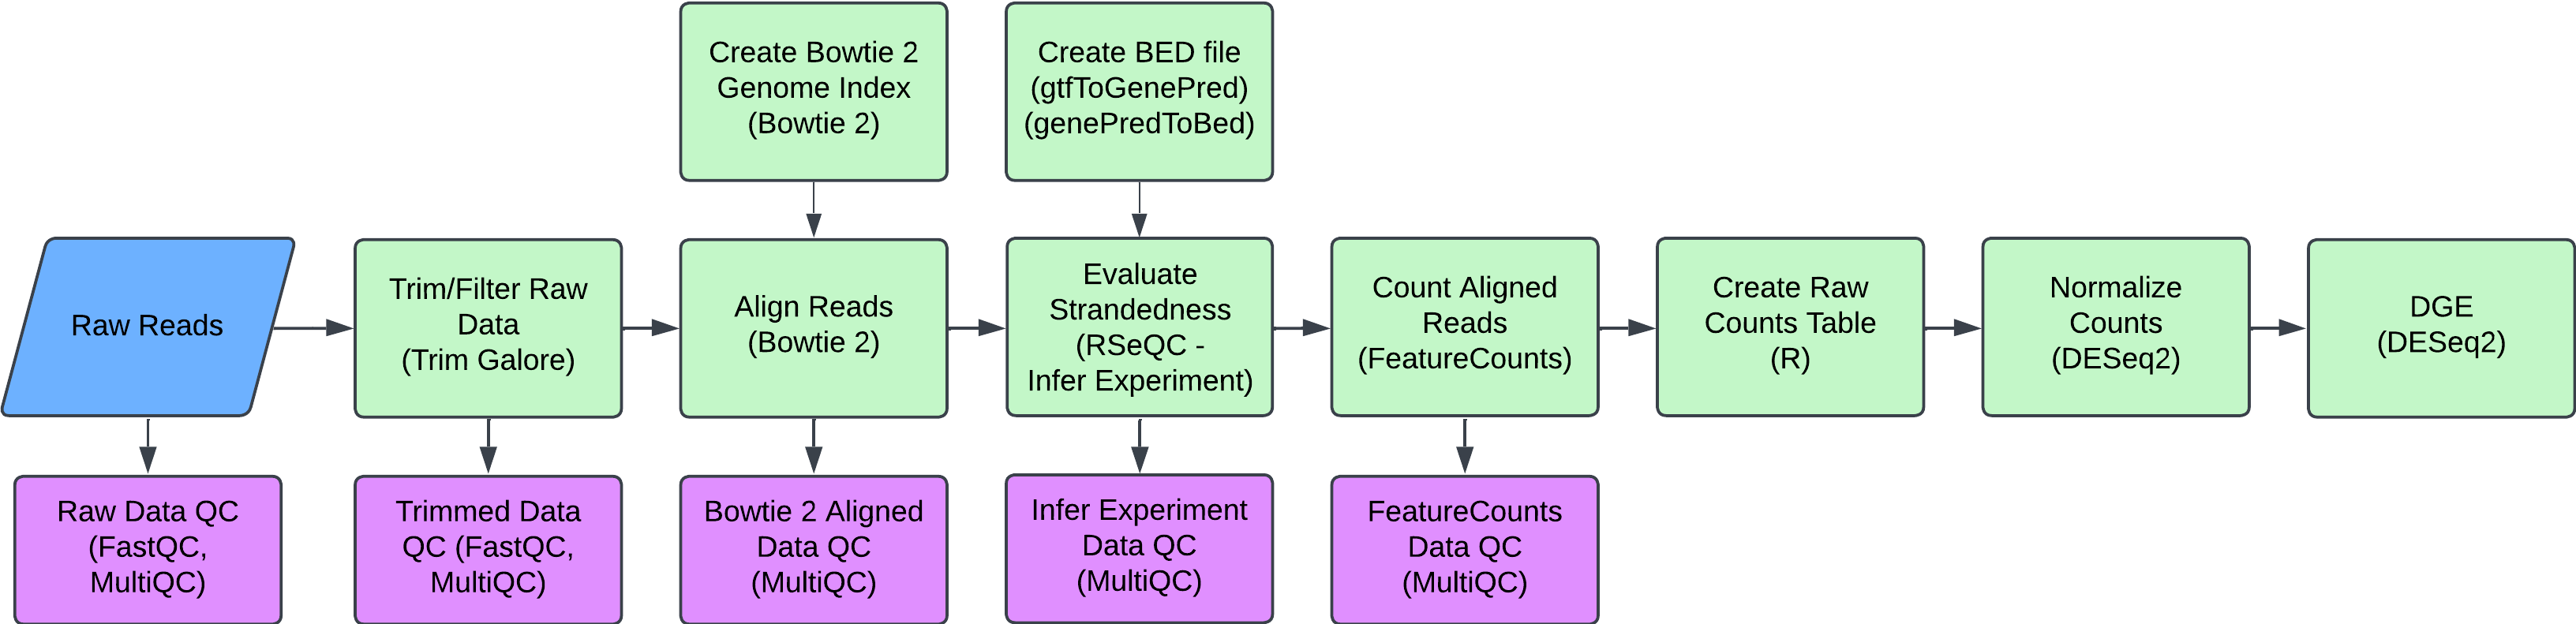 Create Bowtie 2
Genome Index
(Bowtie 2)
Create BED file
(gtfToGenePred)
(genePredToBed)
Raw Reads
Trim/Filter Raw
Data
(Trim Galore)
Align Reads
(Bowtie 2)
Evaluate
Strandedness
(RSeQC -
Infer Experiment)
Count Aligned
Reads
(FeatureCounts)
Create Raw
Counts Table
(R)
Normalize
Counts
(DESeq2)
DGE
(DESeq2)
Raw Data QC
(FastQC,
MultiQC)
Trimmed Data
QC (FastQC,
MultiQC)
Bowtie 2 Aligned
Data QC
(MultiQC)
Infer Experiment
Data QC
(MultiQC)
FeatureCounts
Data QC
(MultiQC)